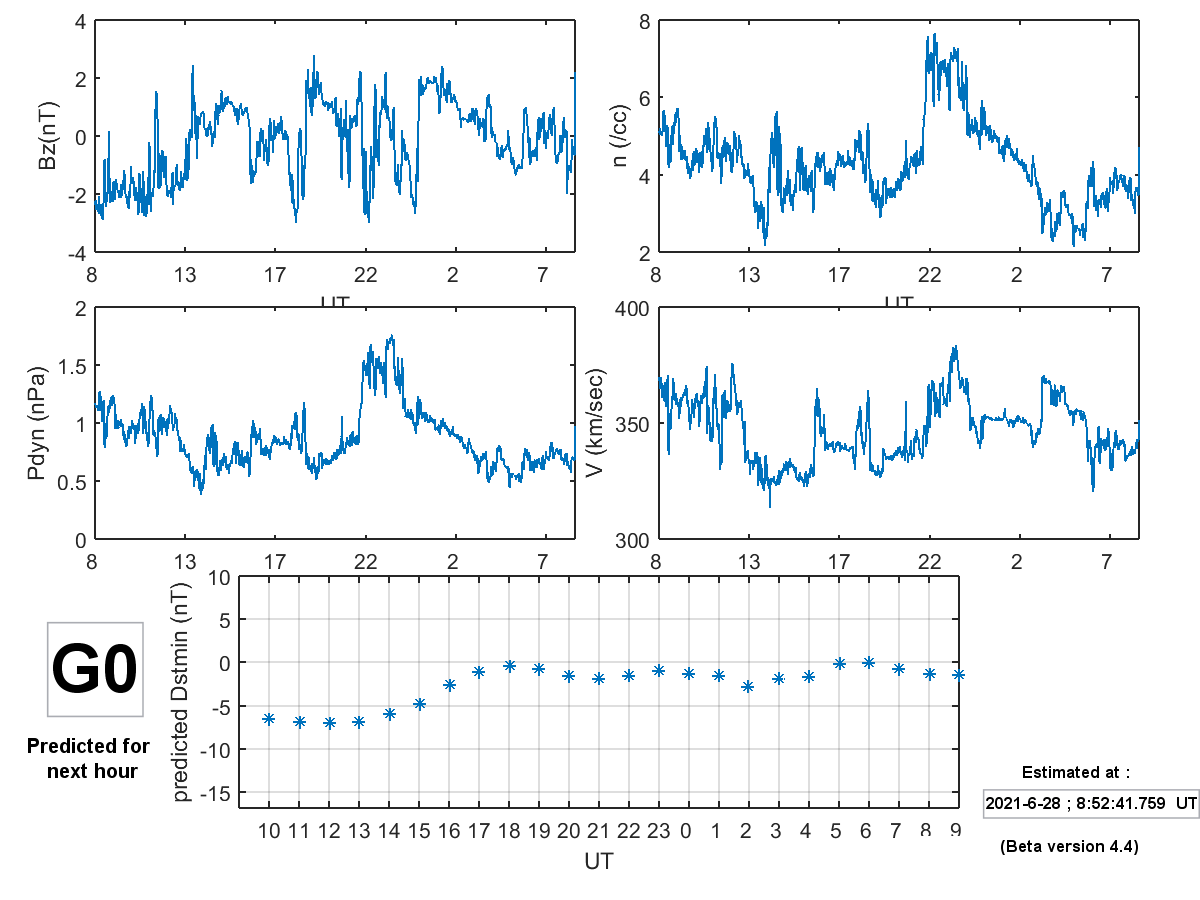 4
2
0
-2
-4
Bz(nT)
8 13 17 22 2 7
UT
8
6
4
2
n (/cc)
8 13 17 22 2 7
UT
2
1.5
1
0.5
0
Pdyn (nPa)
8 13 17 22 2 7
400
350
300
V (km/sec)
8 13 17 22 2 7
10
5
0
-5
-10
-15
predicted Dstmin (nT)
10 11 12 13 14 15 16 17 18 19 20 21 22 23 0 1 2 3 4 5 6 7 8 9
UT
G0
Predicted for
next hour
Estimated at :
2021-6-28 ; 8:52:41.759 UT
(Beta version 4.4)